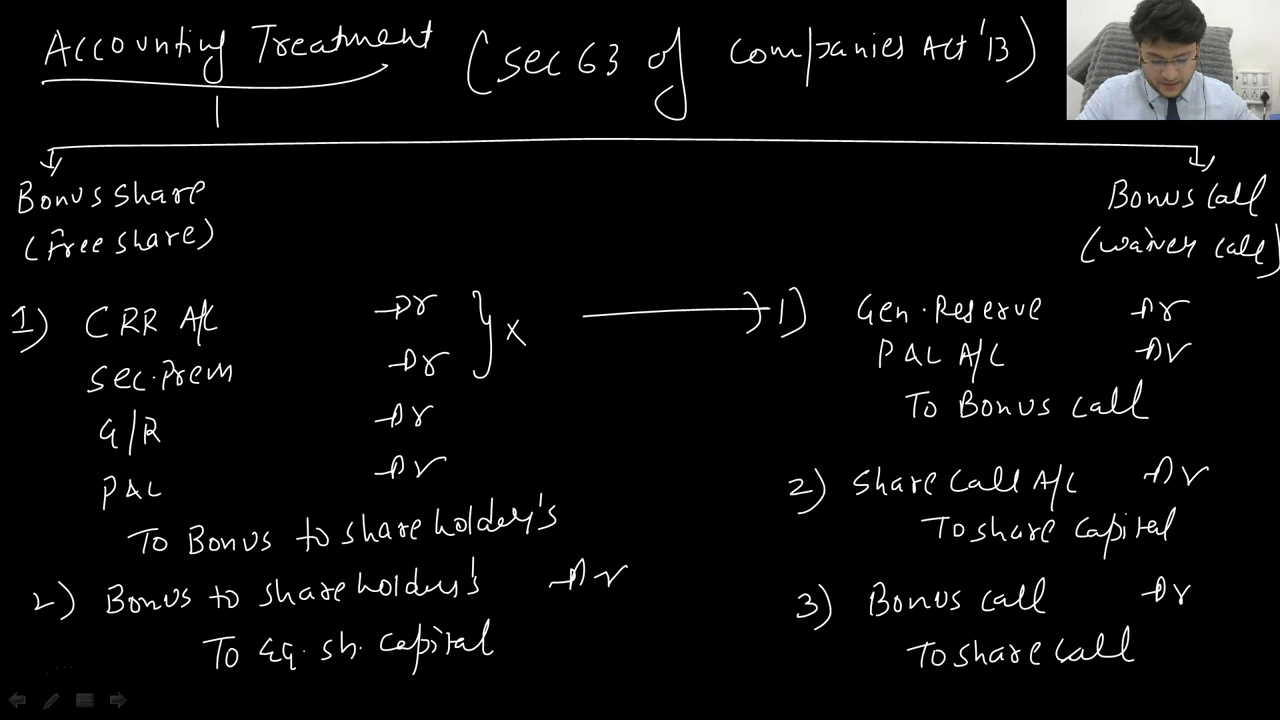 Accounting Treatment (sec 63 of companies Act '13)
Bonus share
(Free share)
1) CRR A/c Dr
Sec. Prem Dr
G/R Dr
P&L Dr
To Bonus to shareholder's
2) Bonus to shareholder's Dr
To Eq. sh. capital
x
Bonus call
(waiver call)
1) Gen. Reserve Dr
P&L A/c Dr
To Bonus call
2) share call A/c Dr
To share capital
3) Bonus call Dr
To share call